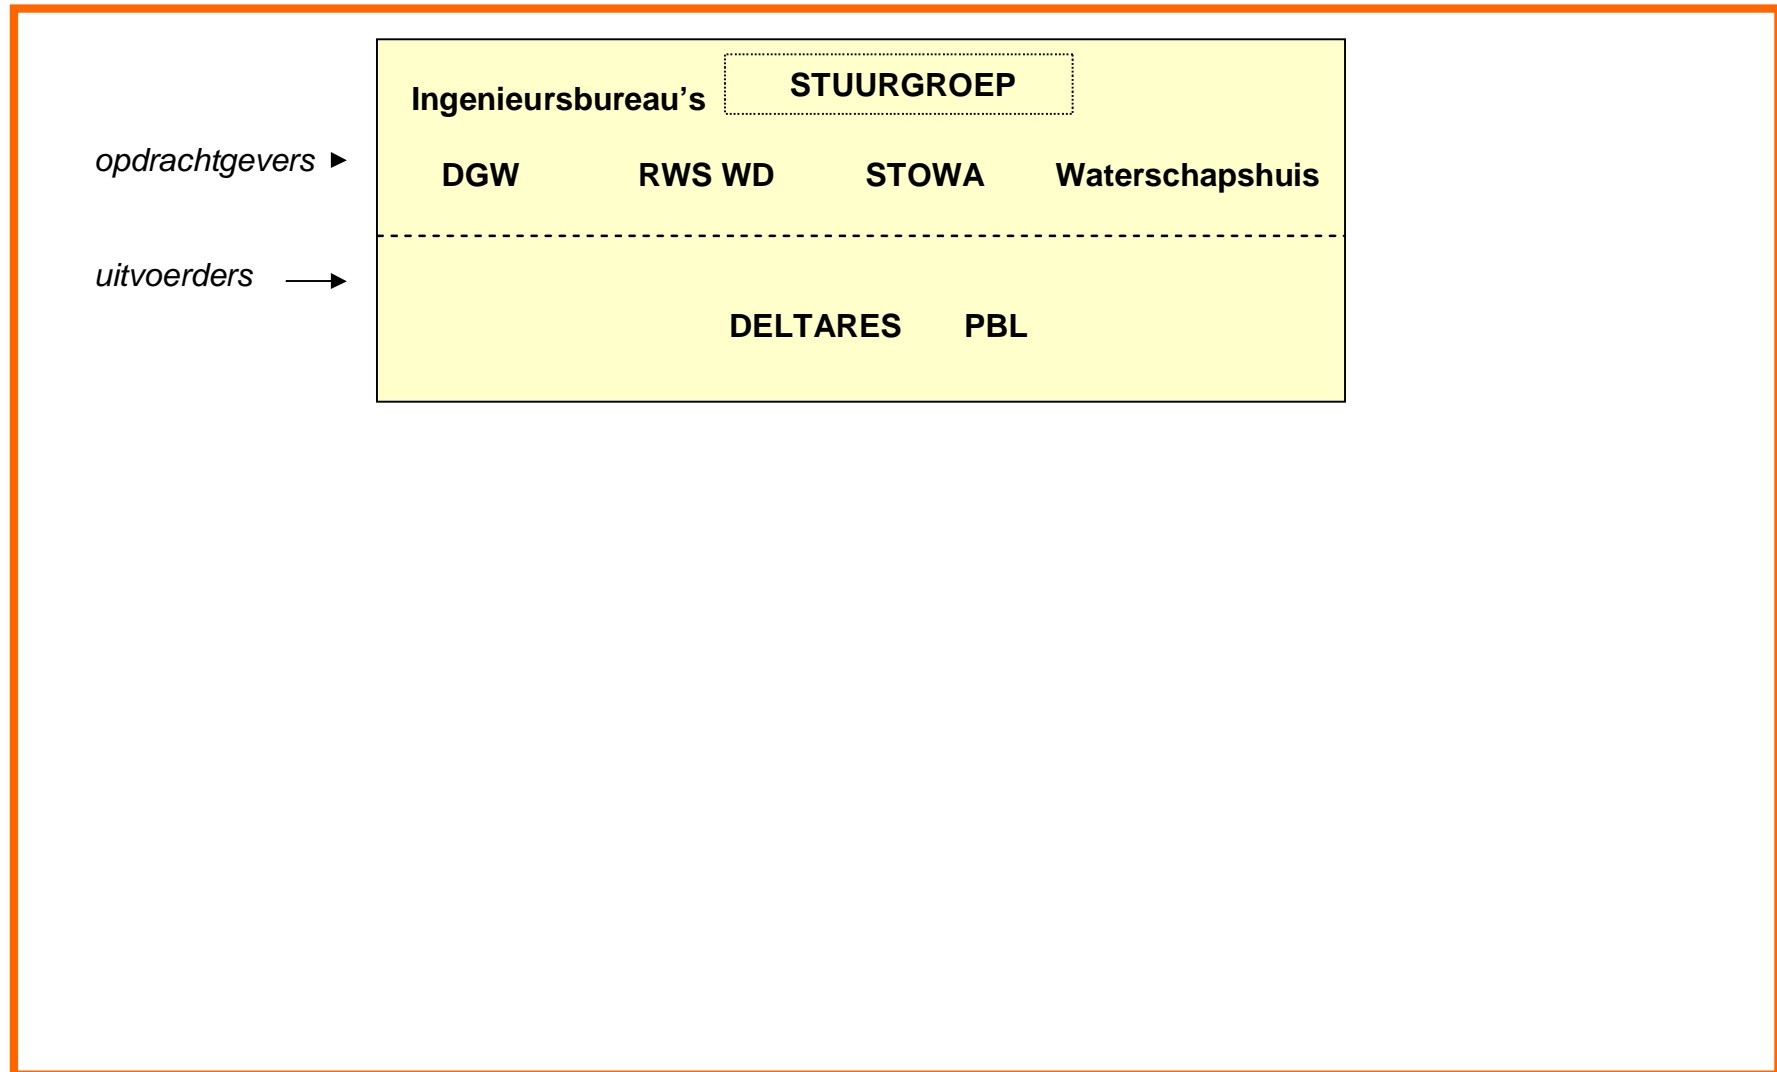 STUURGROEP
Ingenieursbureau's
opdrachtgevers
DGW RWS WD STOWA Waterschapshuis
uitvoerders
DELTARES PBL